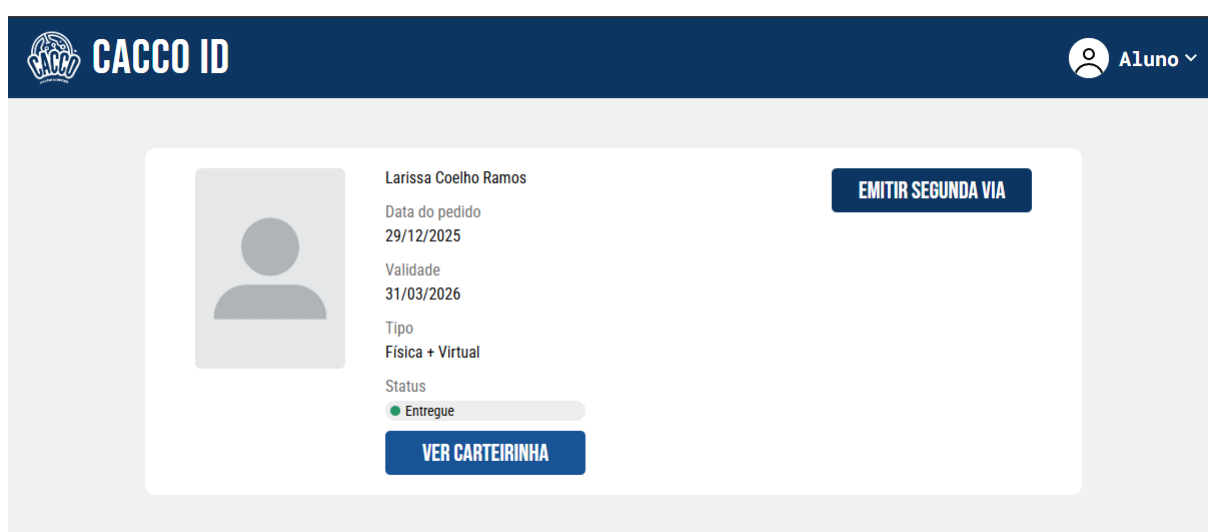 CACCO
CACCO ID
Aluno
Larissa Coelho Ramos
EMITIR SEGUNDA VIA
Data do pedido
29/12/2025
Validade
31/03/2026
Tipo
Física + Virtual
Status
Entregue
VER CARTEIRINHA